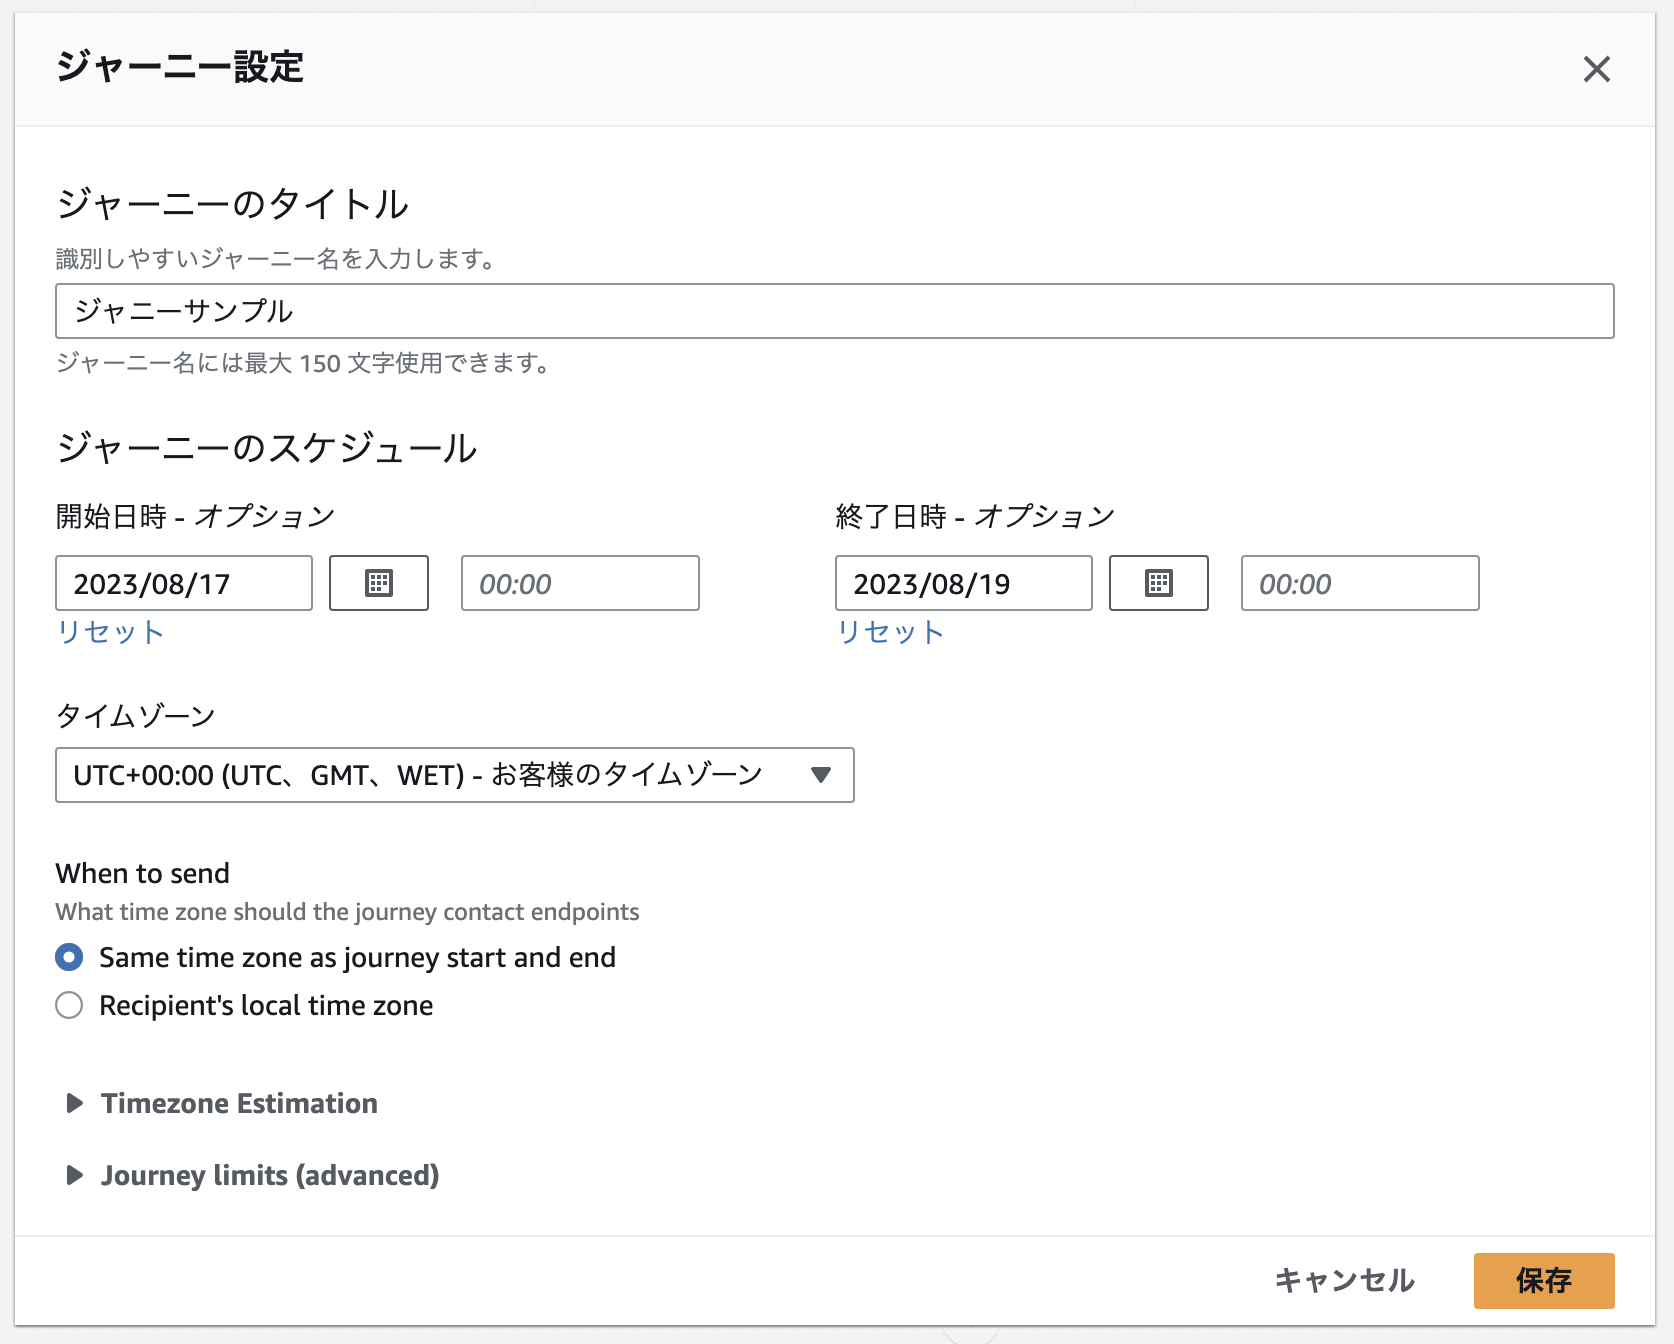 ジャーニー設定
ジャーニーのタイトル
識別しやすいジャーニー名を入力します。
ジャニーサンプル
ジャーニー名には最大 150 文字使用できます。
ジャーニーのスケジュール
開始日時 - オプション
終了日時 - オプション
2023/08/17
00:00
2023/08/19
00:00
リセット
リセット
タイムゾーン
UTC+00:00 (UTC、GMT、WET) - お客様のタイムゾーン
When to send
What time zone should the journey contact endpoints
Same time zone as journey start and end
Recipient's local time zone
Timezone Estimation
Journey limits (advanced)
キャンセル
保存